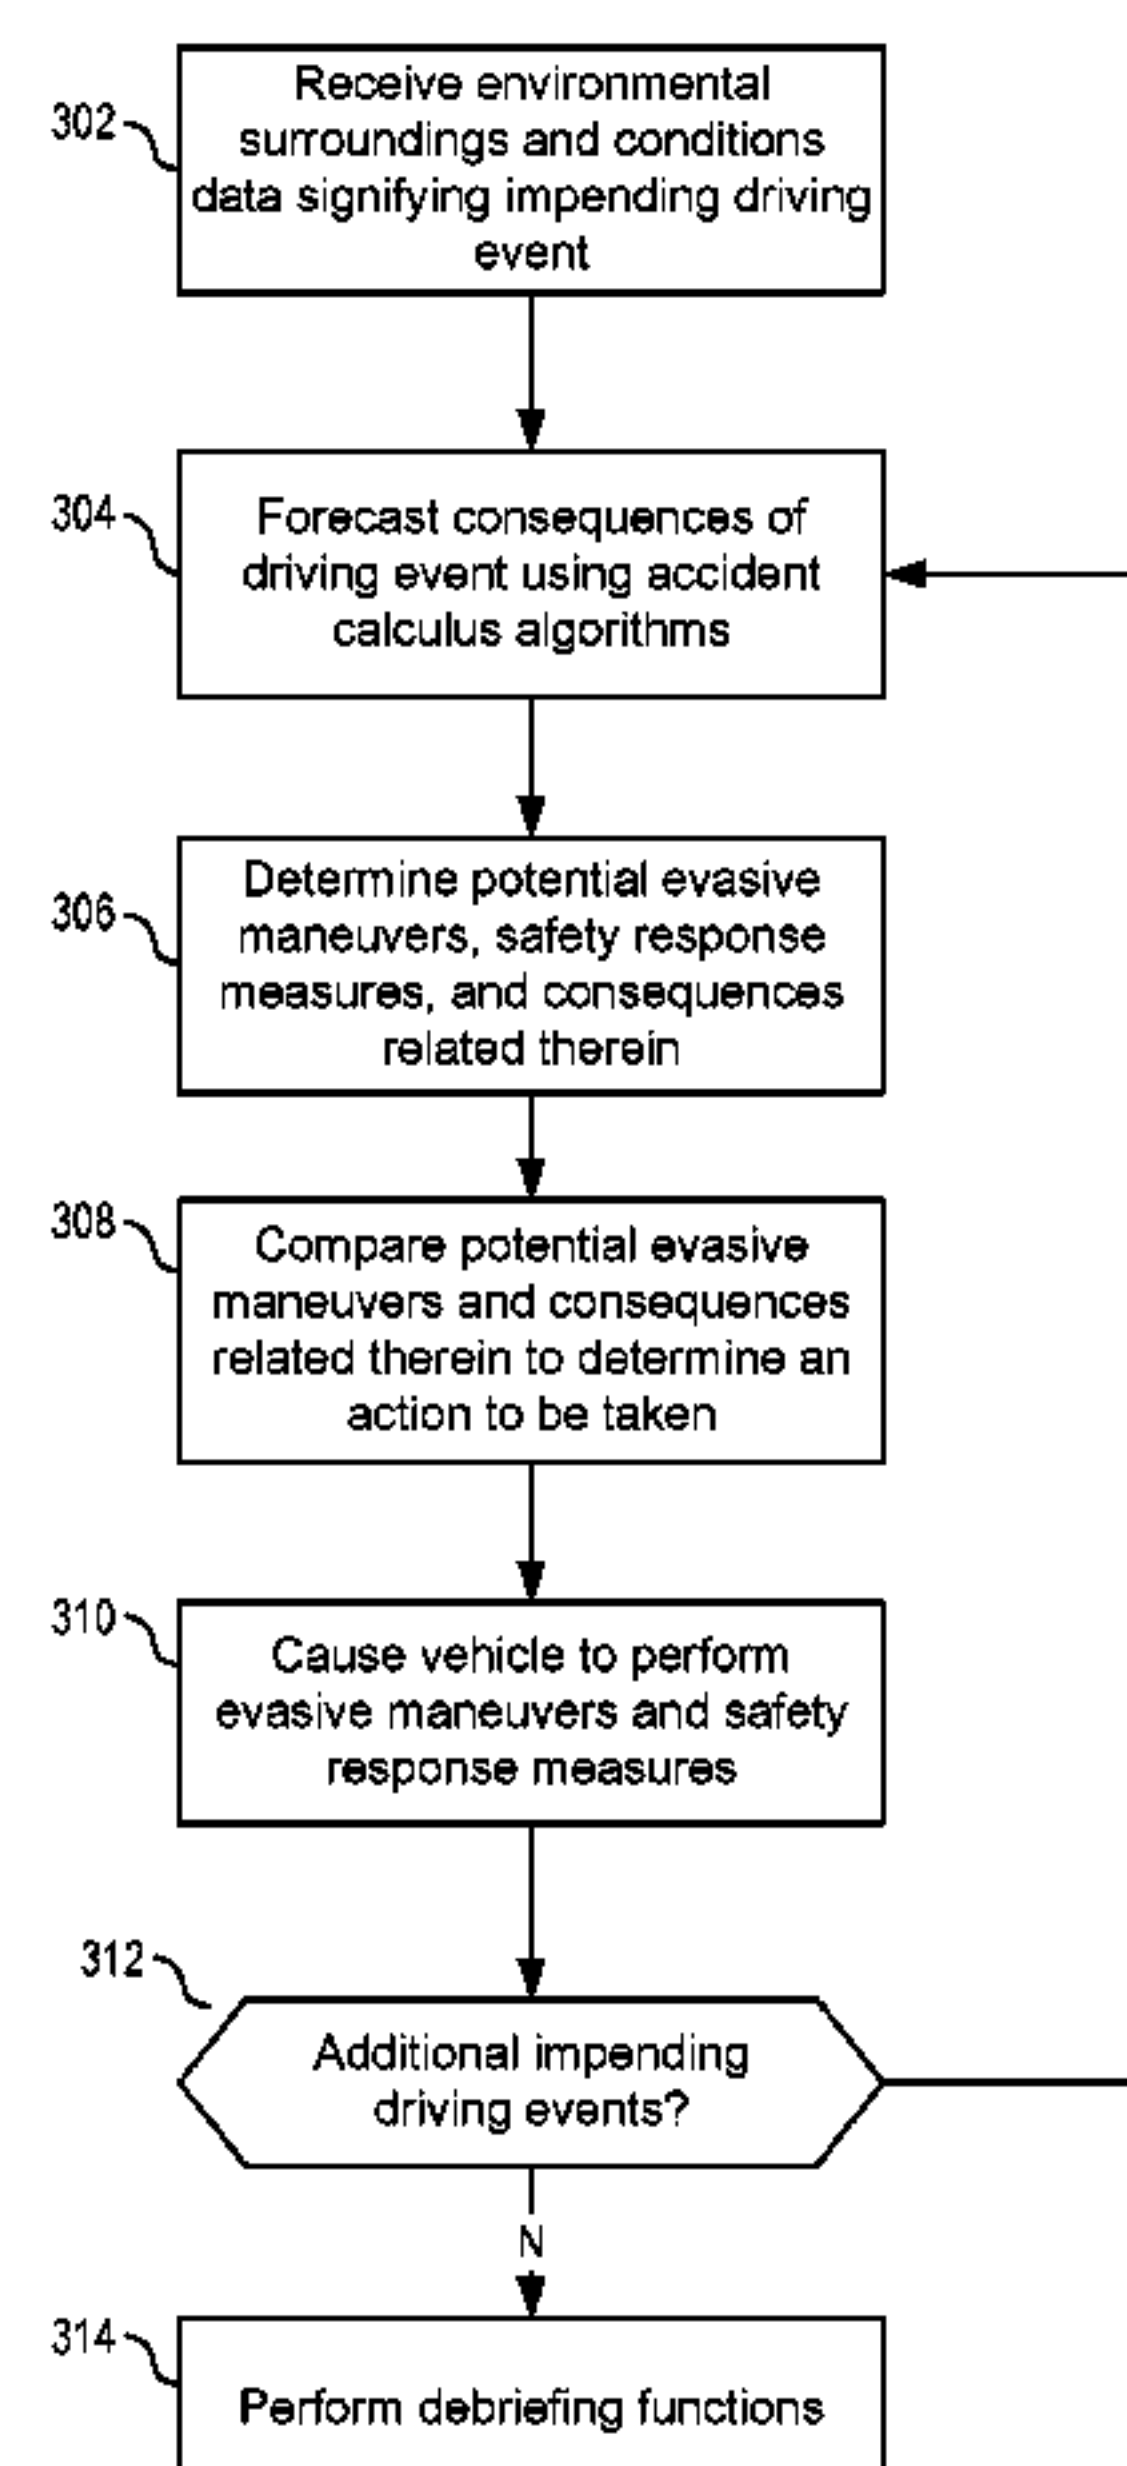 302
Receive environmental
surroundings and conditions
data signifying impending driving
event
304
Forecast consequences of
driving event using accident
calculus algorithms
306
Determine potential evasive
maneuvers, safety response
measures, and consequences
related therein
308
Compare potential evasive
maneuvers and consequences
related therein to determine an
action to be taken
310
Cause vehicle to perform
evasive maneuvers and safety
response measures
312
Additional impending
driving events?
N
314
Perform debriefing functions